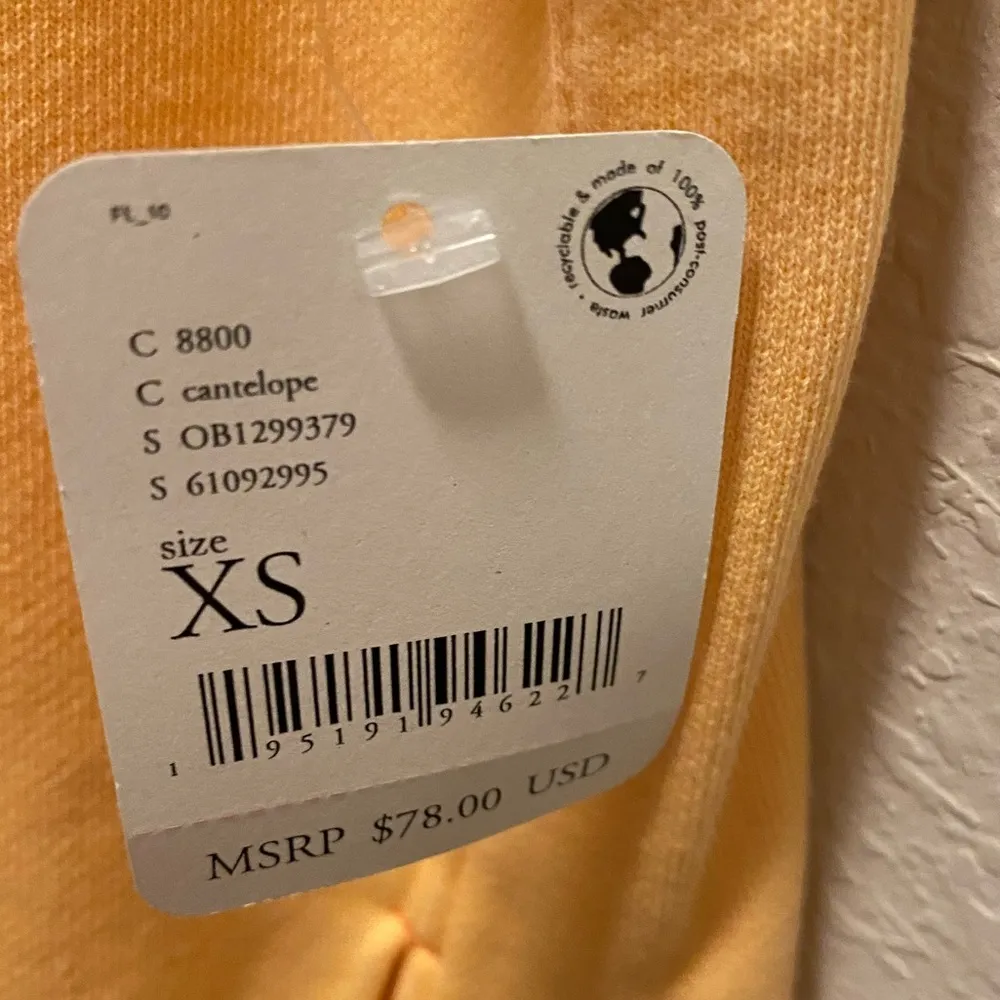 FL_10
recyclable & made of 100% post-consumer waste •
C 8800
C cantelope
S OB1299379
S 61092995
size
XS
1 95191 94622 7
MSRP $78.00 USD